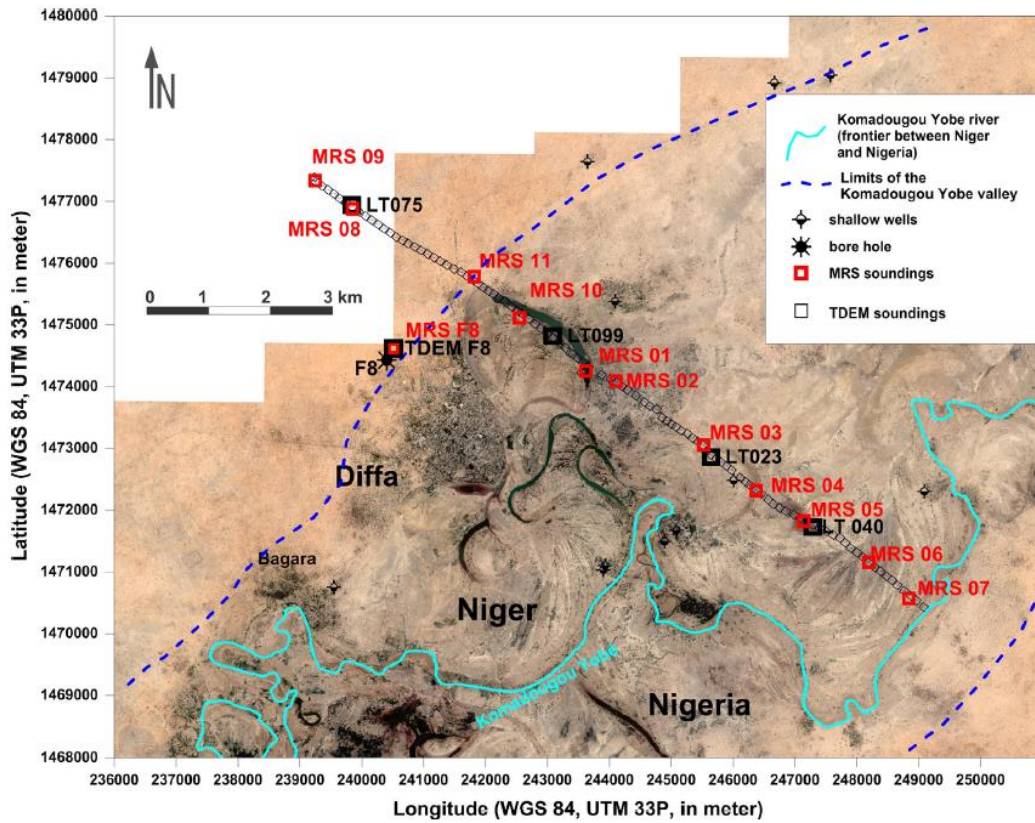 1480000
1479000
1478000
1477000
1476000
1475000
1474000
1473000
1472000
1471000
1470000
1469000
1468000
Latitude (WGS 84, UTM 33P, in meter)
N
0 1 2 3 km
MRS 09
LT075
MRS 08
MRS 11
MRS 10
MRS F8
TDEM F8
F8
LT099
MRS 01
MRS 02
MRS 03
LT023
MRS 04
MRS 05
LT 040
MRS 06
MRS 07
Diffa
Bagara
Niger
Komadougou Yobé
Nigeria
Komadougou Yobe river
(frontier between Niger
and Nigeria)
Limits of the
Komadougou Yobe valley
shallow wells
bore hole
MRS soundings
TDEM soundings
236000 237000 238000 239000 240000 241000 242000 243000 244000 245000 246000 247000 248000 249000 250000
Longitude (WGS 84, UTM 33P, in meter)